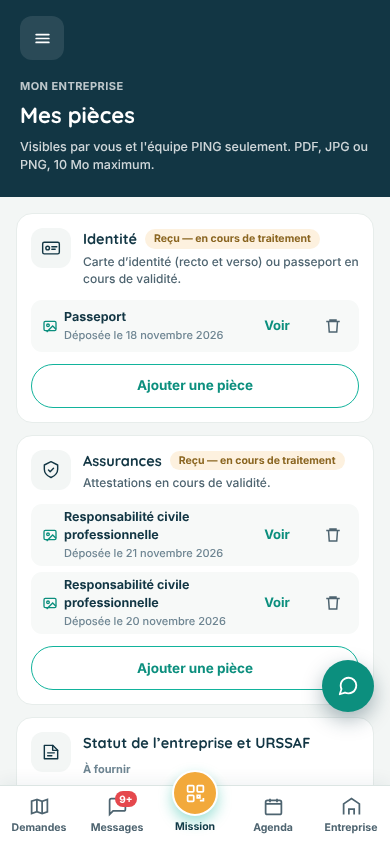 MON ENTREPRISE
Mes pièces
Visibles par vous et l'équipe PING seulement. PDF, JPG ou
PNG, 10 Mo maximum.
Identité
Reçu — en cours de traitement
Carte d’identité (recto et verso) ou passeport en
cours de validité.
Passeport
Déposée le 18 novembre 2026
Voir
Ajouter une pièce
Assurances
Reçu — en cours de traitement
Attestations en cours de validité.
Responsabilité civile
professionnelle
Déposée le 21 novembre 2026
Voir
Responsabilité civile
professionnelle
Déposée le 20 novembre 2026
Voir
Ajouter une pièce
Statut de l’entreprise et URSSAF
À fournir
9+
Demandes
Messages
Mission
Agenda
Entreprise